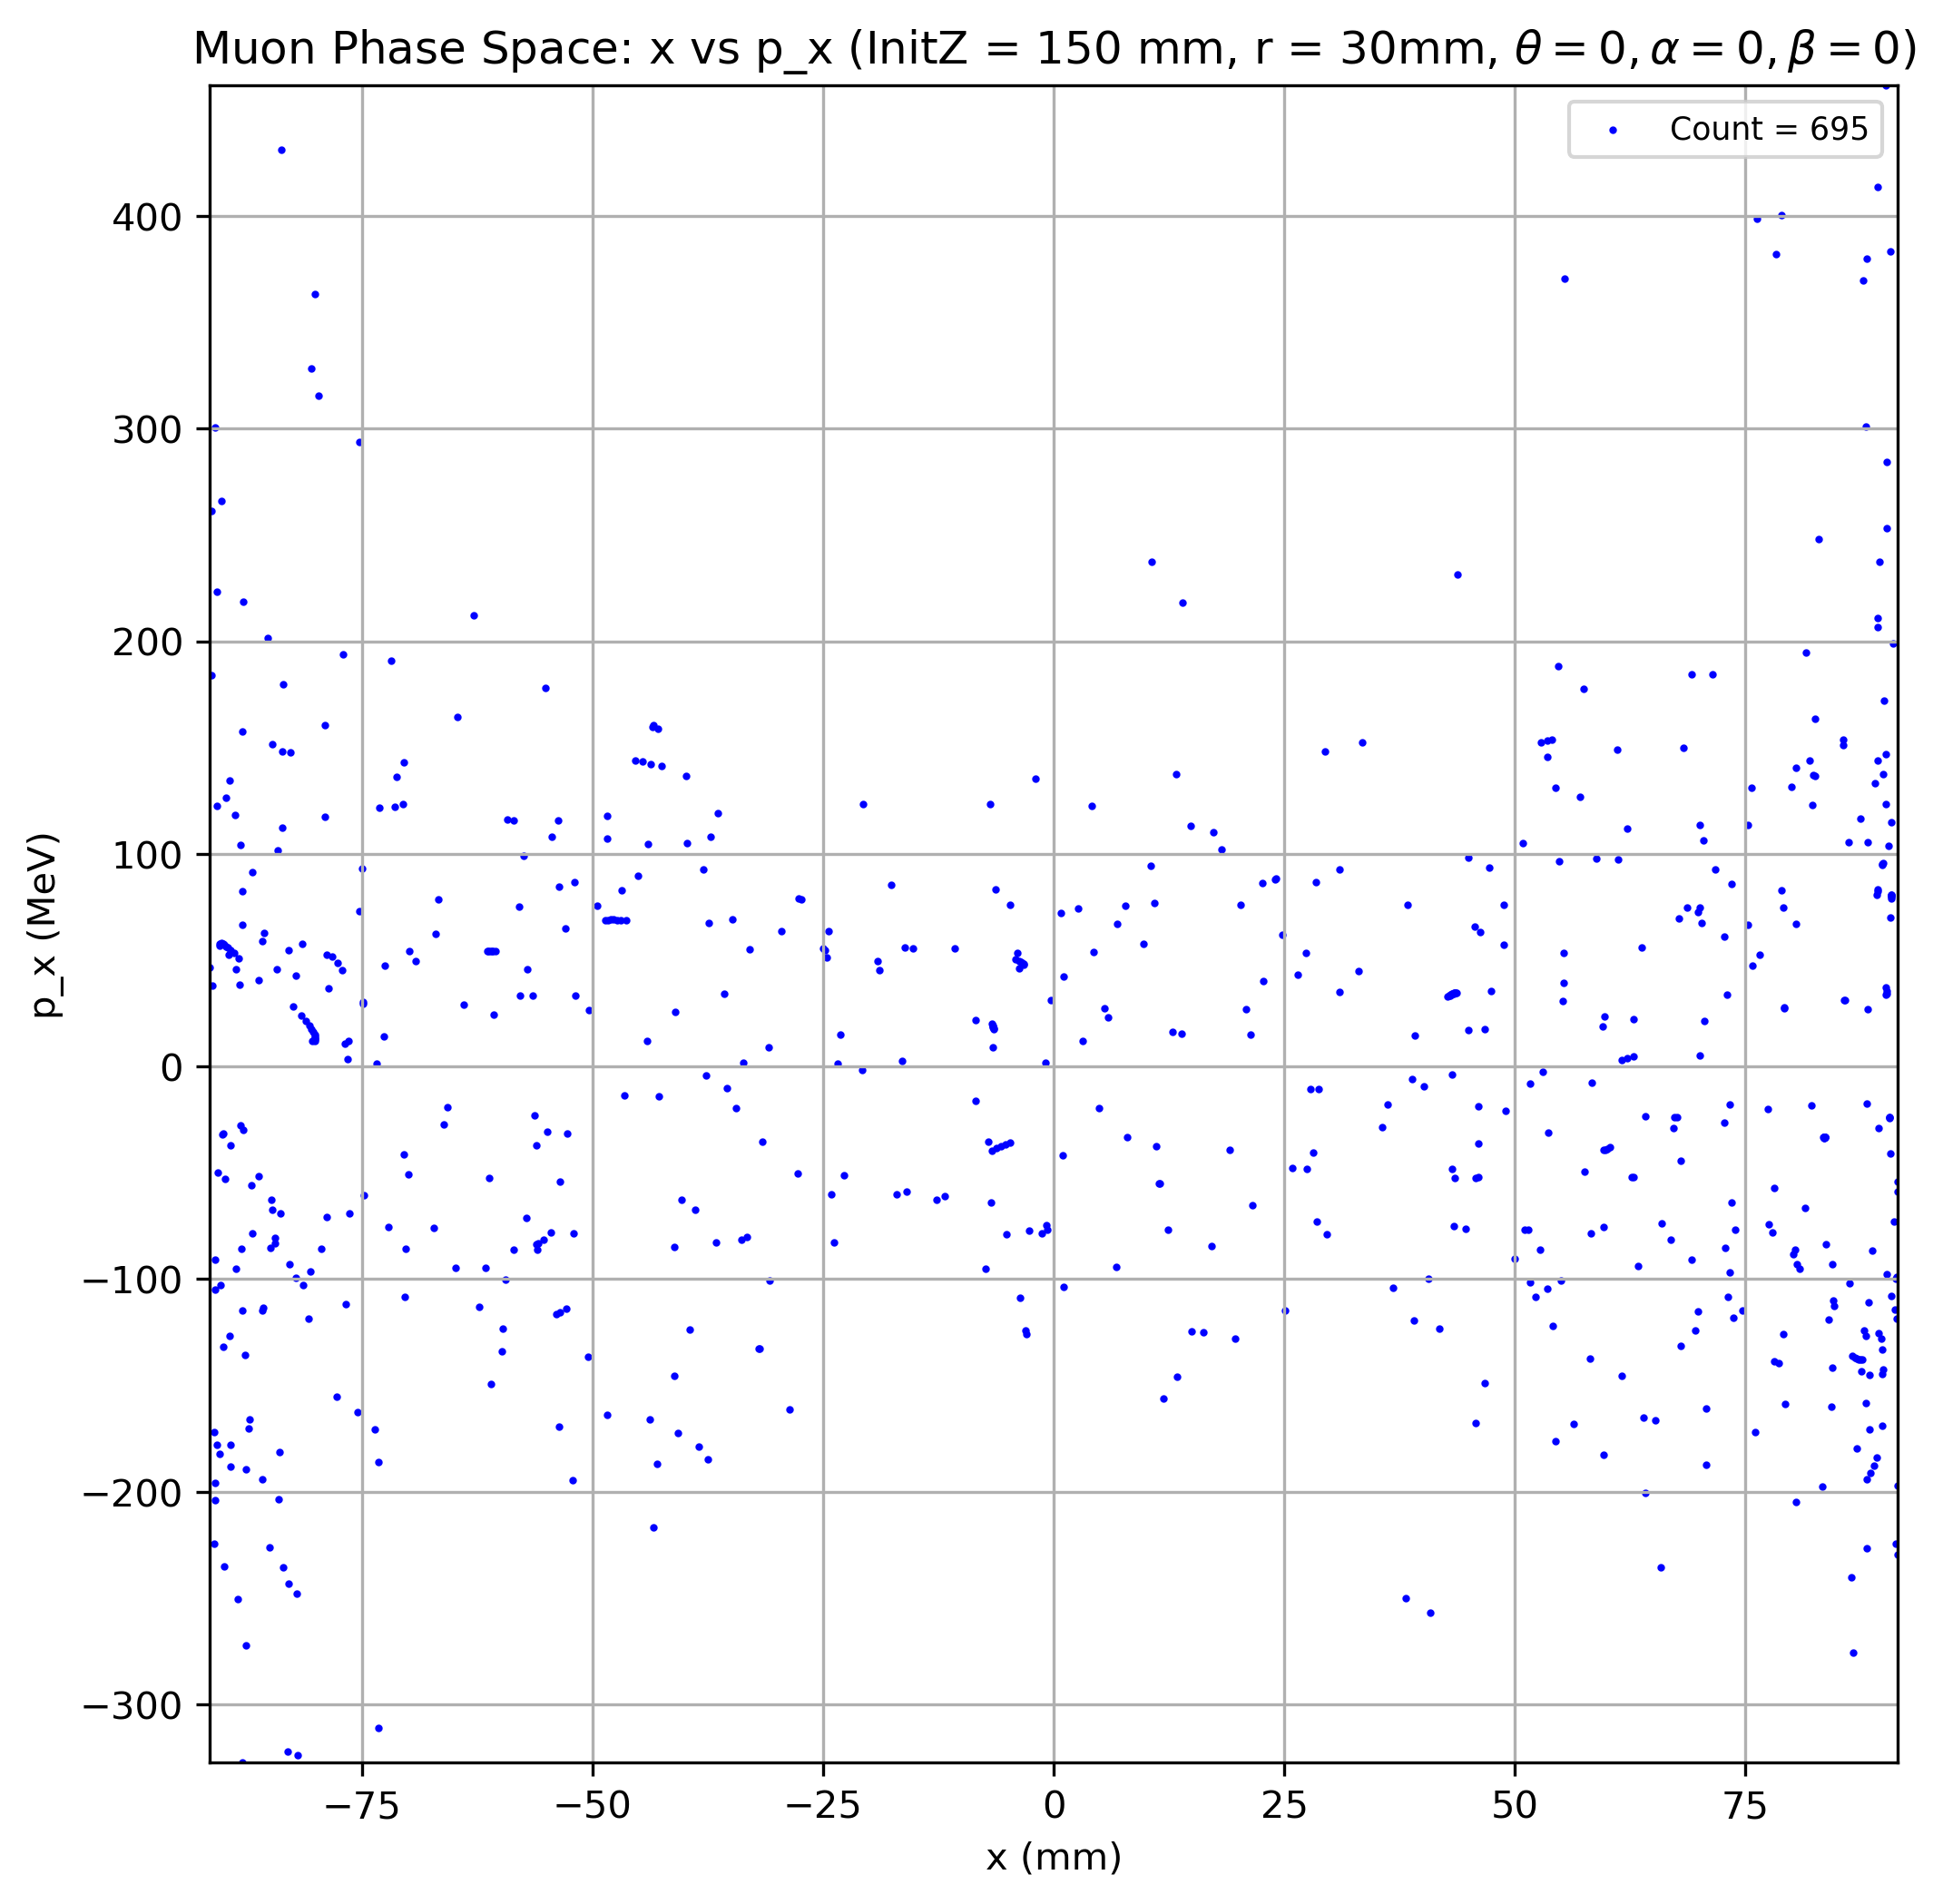 Muon Phase Space: x vs p_x (InitZ = 150 mm, r = 30mm, θ = 0, α = 0, β = 0)
Count = 695
400
300
200
100
0
−100
−200
−300
p_x (MeV)
−75 −50 −25 0 25 50 75
x (mm)